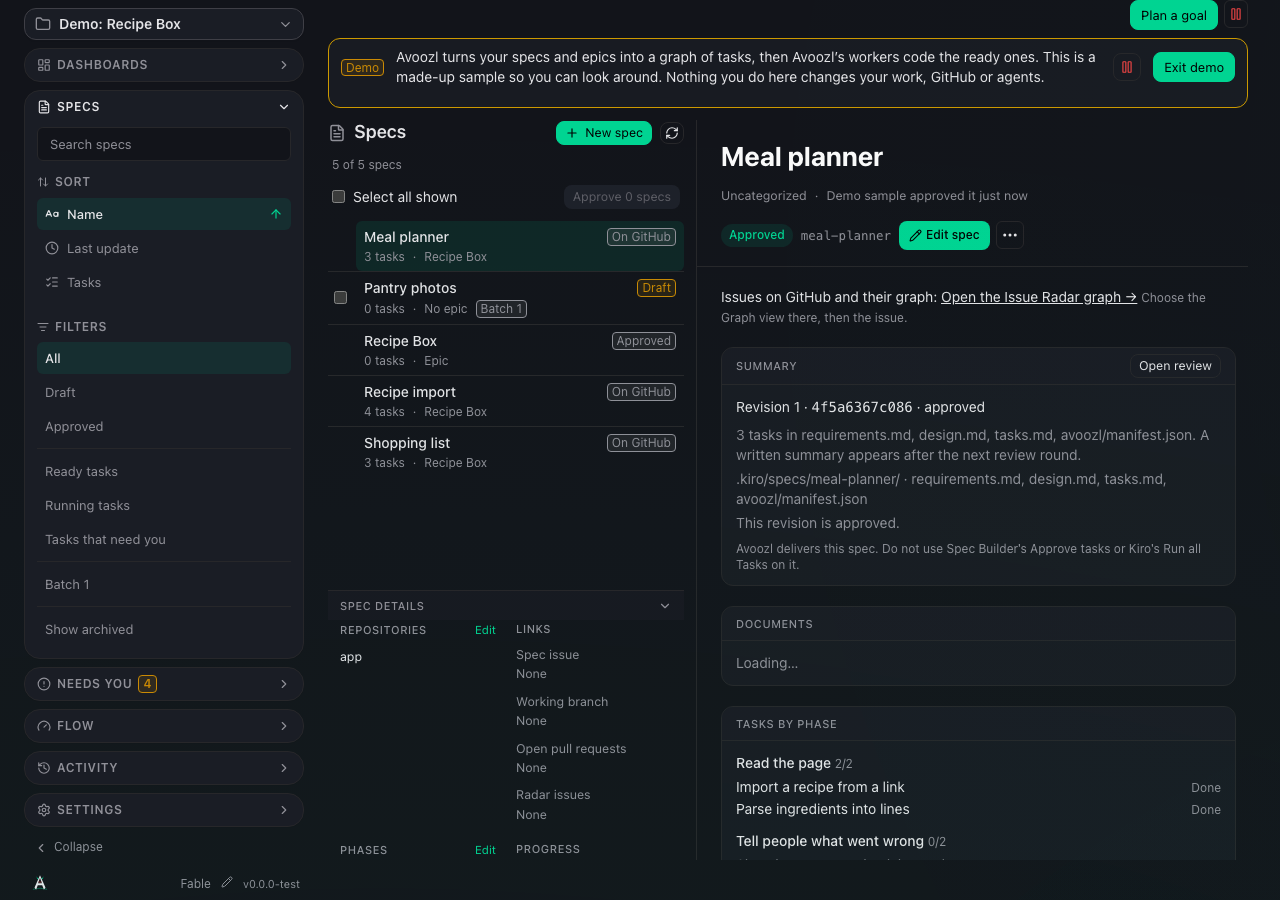 Demo: Recipe Box
DASHBOARDS
SPECS
Search specs
SORT
Aa Name
Last update
Tasks
FILTERS
All
Draft
Approved
Ready tasks
Running tasks
Tasks that need you
Batch 1
Show archived
NEEDS YOU 4
FLOW
ACTIVITY
SETTINGS
Collapse
Fable v0.0.0-test
Plan a goal
Demo
Avoozl turns your specs and epics into a graph of tasks, then Avoozl's workers code the ready ones. This is a
made-up sample so you can look around. Nothing you do here changes your work, GitHub or agents.
Exit demo
Specs
New spec
5 of 5 specs
Select all shown
Approve 0 specs
Meal planner On GitHub
3 tasks · Recipe Box
Pantry photos Draft
0 tasks · No epic Batch 1
Recipe Box Approved
0 tasks · Epic
Recipe import On GitHub
4 tasks · Recipe Box
Shopping list On GitHub
3 tasks · Recipe Box
SPEC DETAILS
REPOSITORIES Edit
app
LINKS
Spec issue
None
Working branch
None
Open pull requests
None
Radar issues
None
PHASES Edit
PROGRESS
Meal planner
Uncategorized · Demo sample approved it just now
Approved meal-planner Edit spec
Issues on GitHub and their graph: Open the Issue Radar graph → Choose the
Graph view there, then the issue.
SUMMARY
Open review
Revision 1 · 4f5a6367c086 · approved
3 tasks in requirements.md, design.md, tasks.md, avoozl/manifest.json. A
written summary appears after the next review round.
.kiro/specs/meal-planner/ · requirements.md, design.md, tasks.md,
avoozl/manifest.json
This revision is approved.
Avoozl delivers this spec. Do not use Spec Builder's Approve tasks or Kiro's Run all
Tasks on it.
DOCUMENTS
Loading…
TASKS BY PHASE
Read the page 2/2
Import a recipe from a link Done
Parse ingredients into lines Done
Tell people what went wrong 0/2